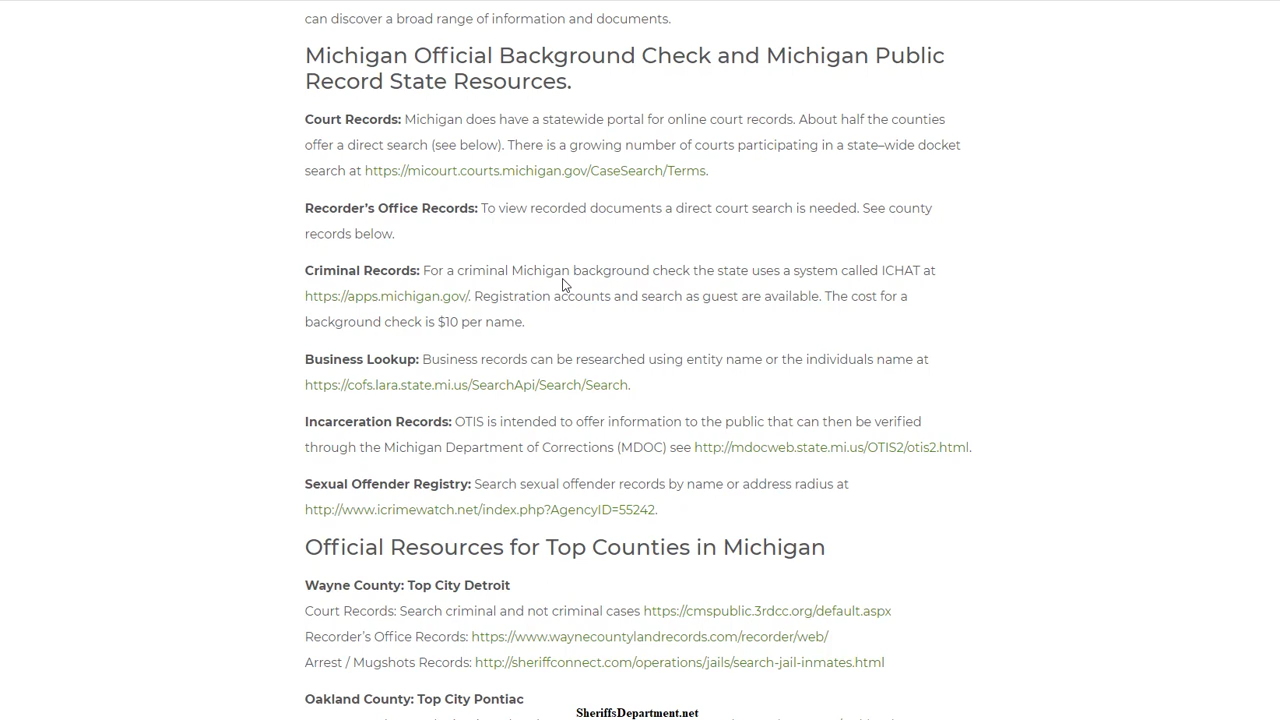 can discover a broad range of information and documents.
Michigan Official Background Check and Michigan Public
Record State Resources.
Court Records: Michigan does have a statewide portal for online court records. About half the counties
offer a direct search (see below). There is a growing number of courts participating in a state–wide docket
search at https://micourt.courts.michigan.gov/CaseSearch/Terms.
Recorder’s Office Records: To view recorded documents a direct court search is needed. See county
records below.
Criminal Records: For a criminal Michigan background check the state uses a system called ICHAT at
https://apps.michigan.gov/. Registration accounts and search as guest are available. The cost for a
background check is $10 per name.
Business Lookup: Business records can be researched using entity name or the individuals name at
https://cofs.lara.state.mi.us/SearchApi/Search/Search.
Incarceration Records: OTIS is intended to offer information to the public that can then be verified
through the Michigan Department of Corrections (MDOC) see http://mdocweb.state.mi.us/OTIS2/otis2.html.
Sexual Offender Registry: Search sexual offender records by name or address radius at
http://www.icrimewatch.net/index.php?AgencyID=55242.
Official Resources for Top Counties in Michigan
Wayne County: Top City Detroit
Court Records: Search criminal and not criminal cases https://cmspublic.3rdcc.org/default.aspx
Recorder’s Office Records: https://www.waynecountylandrecords.com/recorder/web/
Arrest / Mugshots Records: http://sheriffconnect.com/operations/jails/search-jail-inmates.html
Oakland County: Top City Pontiac
SheriffsDepartment.net